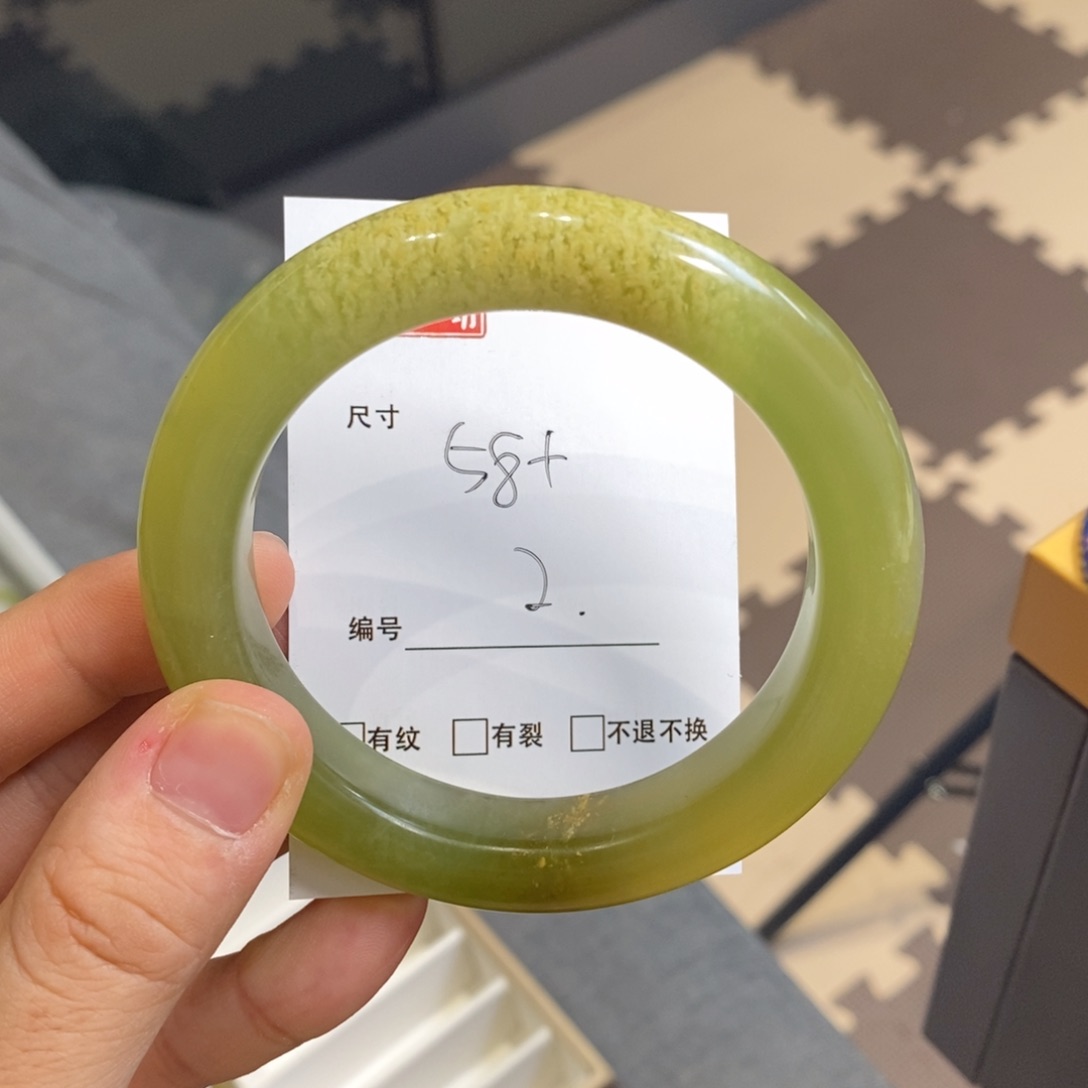 尺寸 58+
编号 2.
有纹 有裂 不退不换